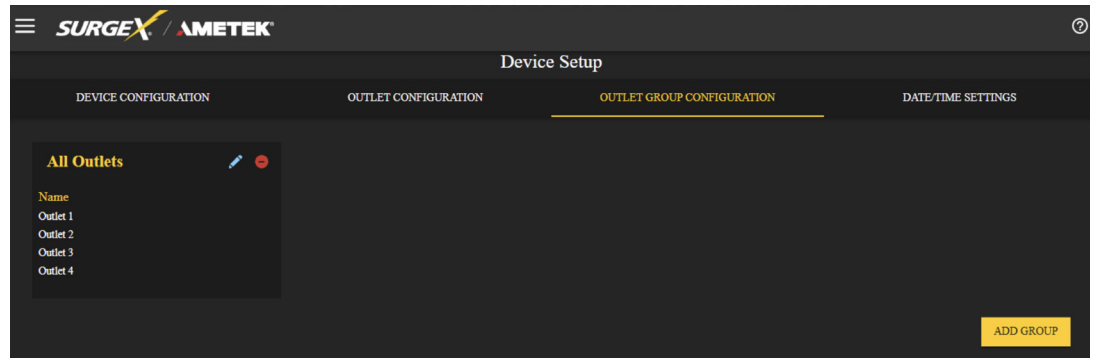 SURGEX / AMETEK®
Device Setup
DEVICE CONFIGURATION
OUTLET CONFIGURATION
OUTLET GROUP CONFIGURATION
DATE/TIME SETTINGS
All Outlets
Name
Outlet 1
Outlet 2
Outlet 3
Outlet 4
ADD GROUP